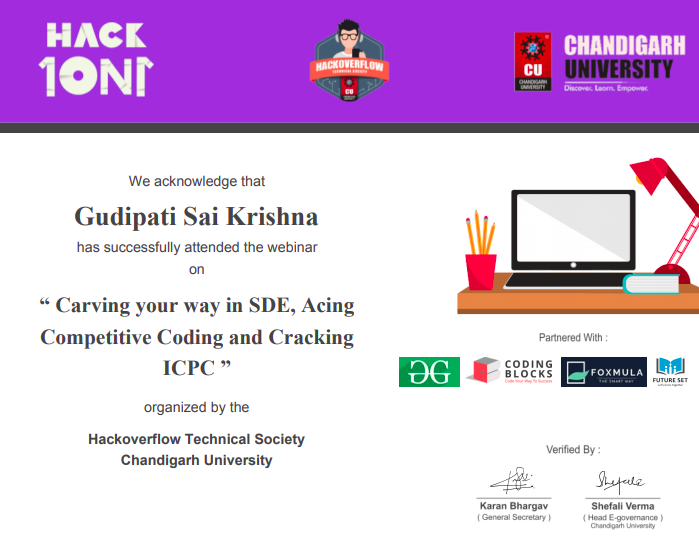 HACK
10N1
HACKOVERFLOW
TECHNICAL SOCIETY
CU
CU
CHANDIGARH
UNIVERSITY
CHANDIGARH
UNIVERSITY
Discover. Learn. Empower.
We acknowledge that
Gudipati Sai Krishna
has successfully attended the webinar
on
“ Carving your way in SDE, Acing
Competitive Coding and Cracking
ICPC ”
organized by the
Hackoverflow Technical Society
Chandigarh University
Partnered With :
GG
CODING
BLOCKS
Code Your Way To Success
FOXMULA
THE SMART WAY
FUTURE SET
Verified By :
Karan Bhargav
( General Secretary )
Shefali Verma
( Head E-governance )
Chandigarh University